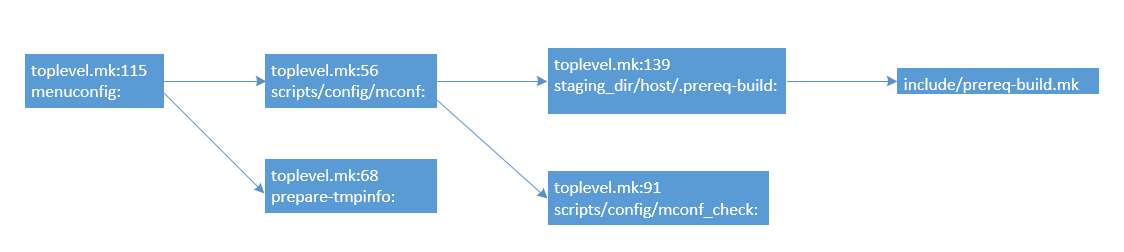 toplevel.mk:115
menuconfig:
toplevel.mk:56
scripts/config/mconf:
toplevel.mk:139
staging_dir/host/.prereq-build:
include/prereq-build.mk
toplevel.mk:68
prepare-tmpinfo:
toplevel.mk:91
scripts/config/mconf_check: